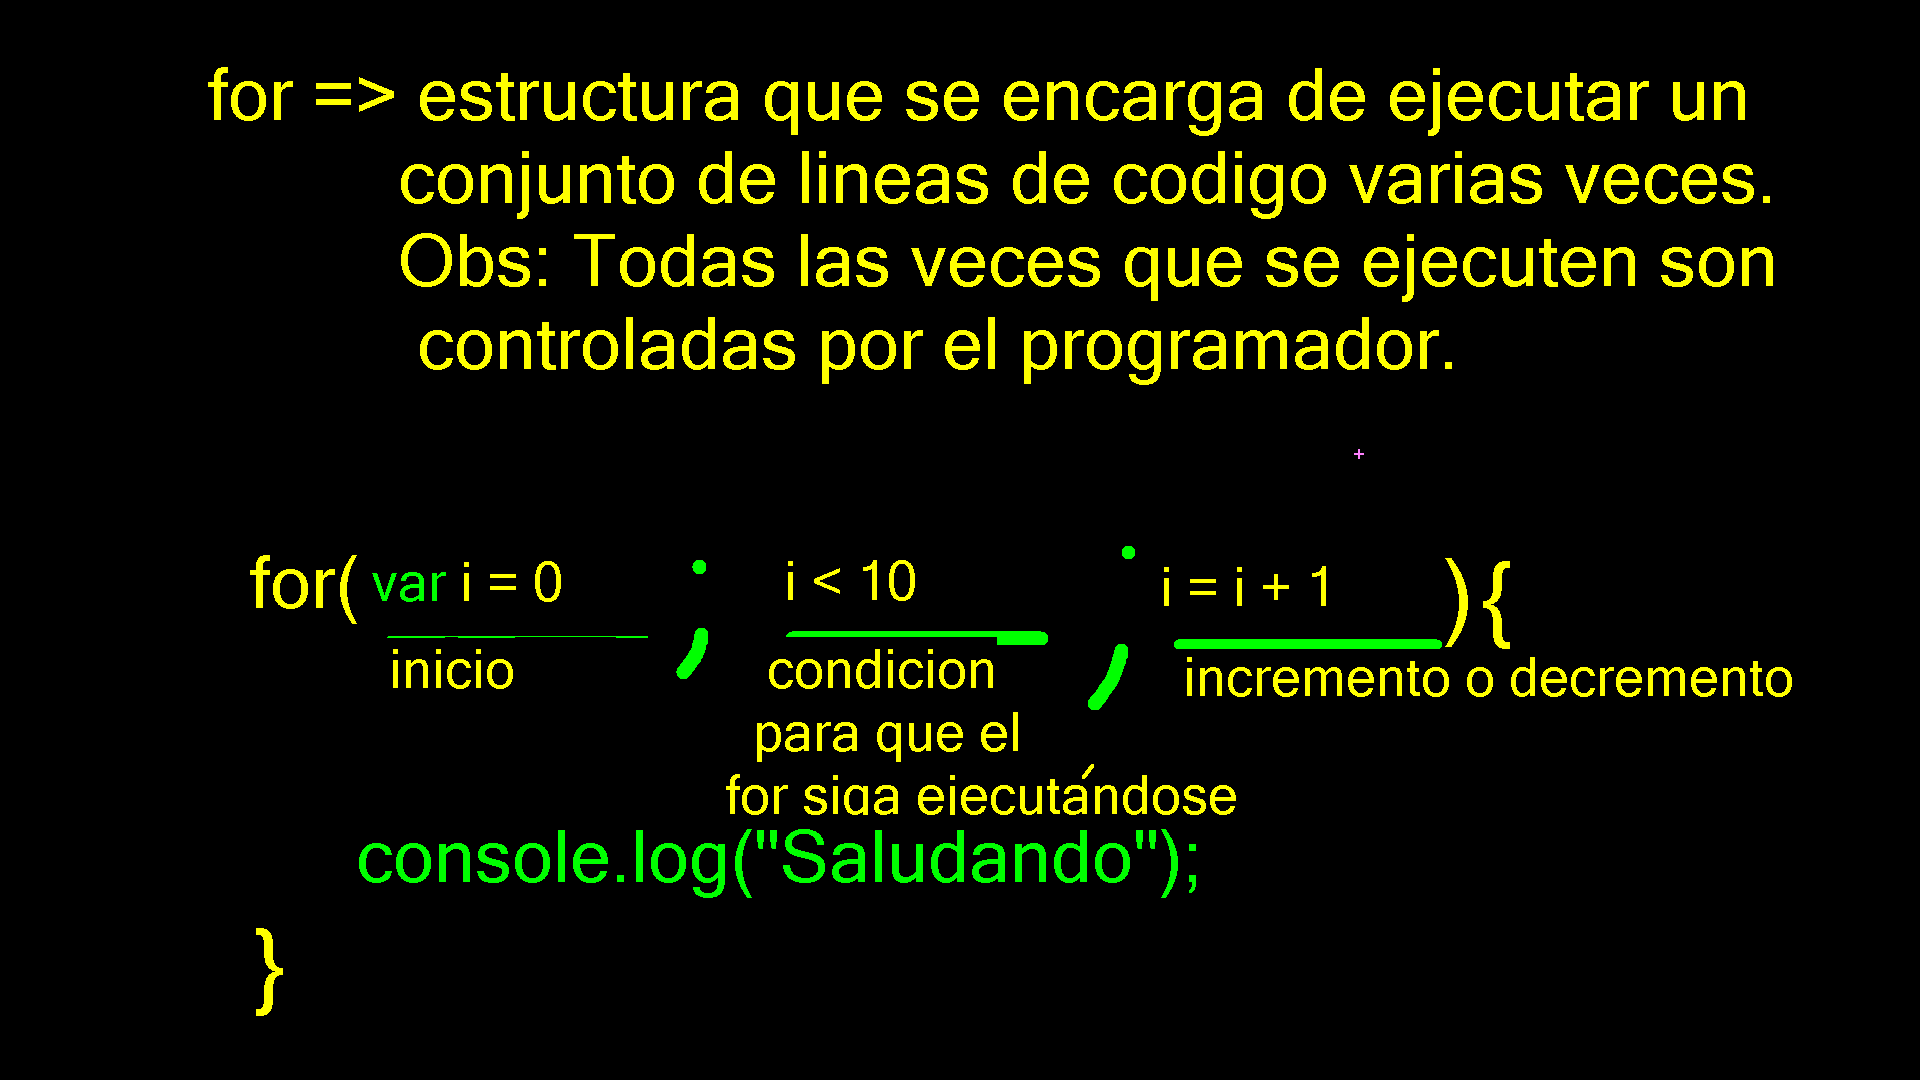 for => estructura que se encarga de ejecutar un
conjunto de lineas de codigo varias veces.
Obs: Todas las veces que se ejecuten son
controladas por el programador.
for( var i = 0 ; i < 10 ; i = i + 1 ){
inicio condicion incremento o decremento
para que el
for siga ejecutándose
console.log("Saludando");
}